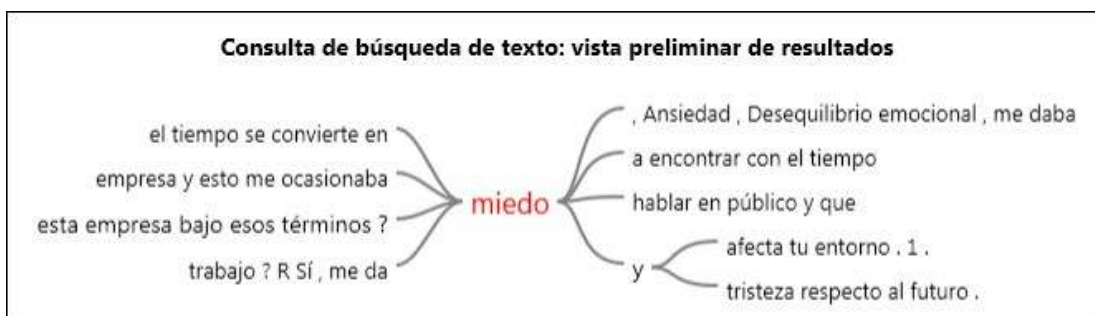 Consulta de búsqueda de texto: vista preliminar de resultados
el tiempo se convierte en
empresa y esto me ocasionaba
esta empresa bajo esos términos ?
trabajo ? R Sí , me da
miedo
, Ansiedad , Desequilibrio emocional , me daba
a encontrar con el tiempo
hablar en público y que
y
afecta tu entorno . 1 .
tristeza respecto al futuro .